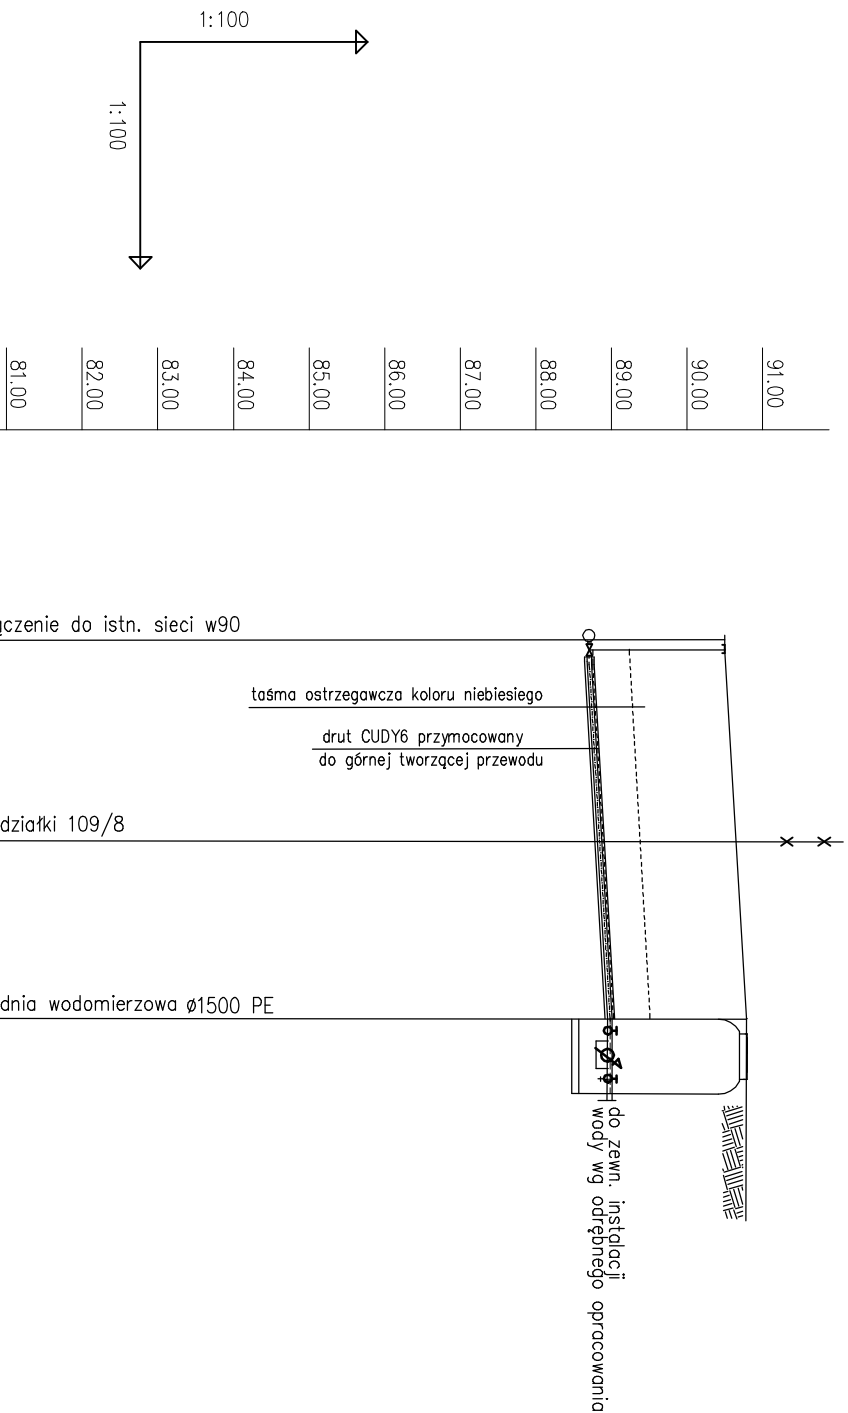 1:100
1:100
81.00
82.00
83.00
84.00
85.00
86.00
87.00
88.00
89.00
90.00
91.00
ączenie do istn. sieci w90
taśma ostrzegawcza koloru niebiesiego
drut CUDY6 przymocowany
do górnej tworzącej przewodu
działki 109/8
dnia wodomierzowa ø1500 PE
do zewn. instalacji
wody wg odrębnego opracowania